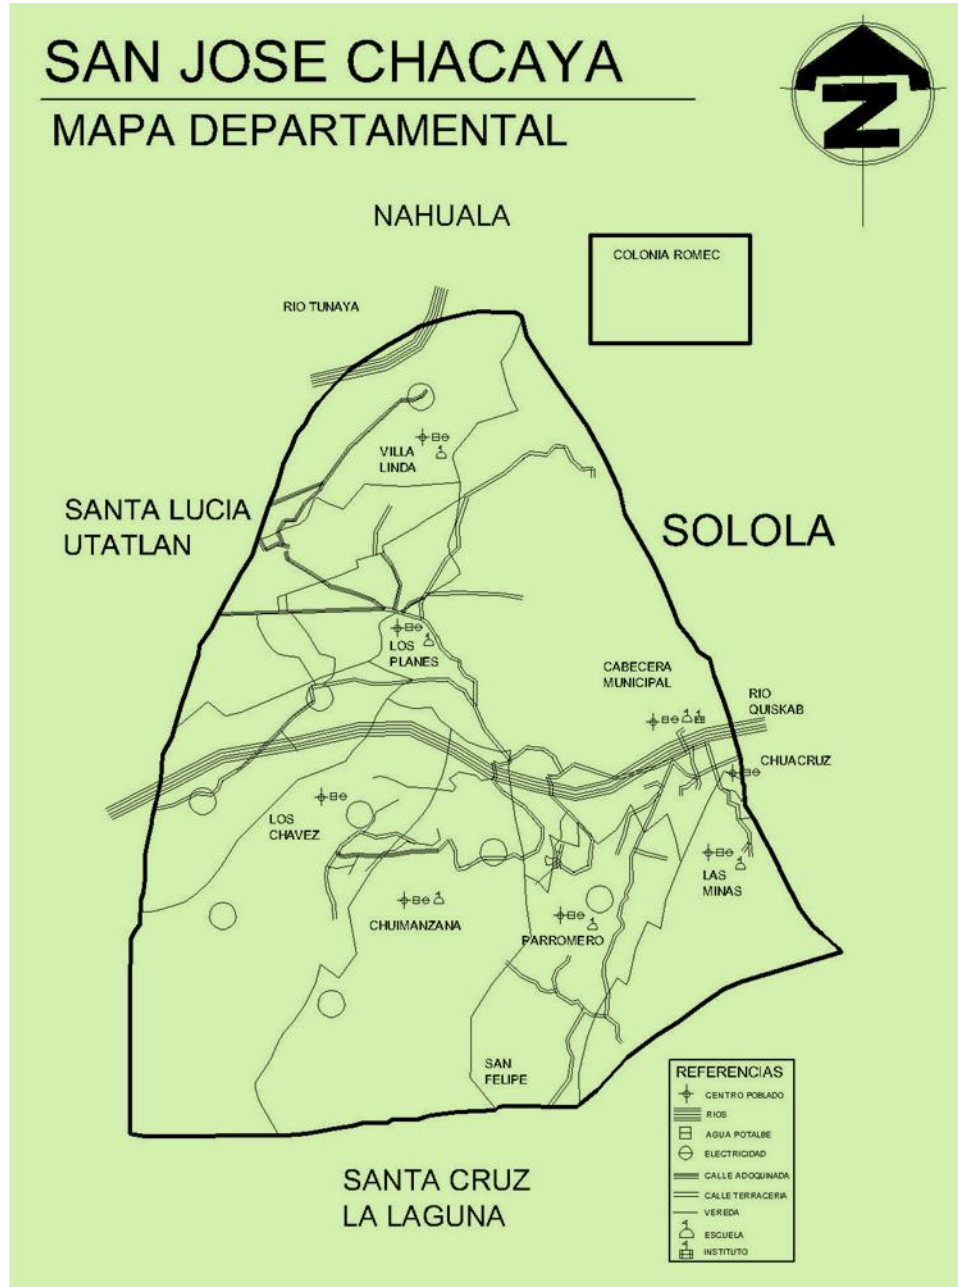 SAN JOSE CHACAYA
MAPA DEPARTAMENTAL
N
NAHUALA
COLONIA ROMEC
RIO TUNAYA
VILLA
LINDA
SANTA LUCIA
UTATLAN
SOLOLA
LOS
PLANES
CABECERA
MUNICIPAL
RIO
QUISKAB
CHUACRUZ
LOS
CHAVEZ
LAS
MINAS
CHUIMANZANA
PARROMERO
SAN
FELIPE
REFERENCIAS
CENTRO POBLADO
RIOS
AGUA POTALBE
ELECTRICIDAD
CALLE ADOQUINADA
CALLE TERRACERIA
VEREDA
ESCUELA
INSTITUTO
SANTA CRUZ
LA LAGUNA